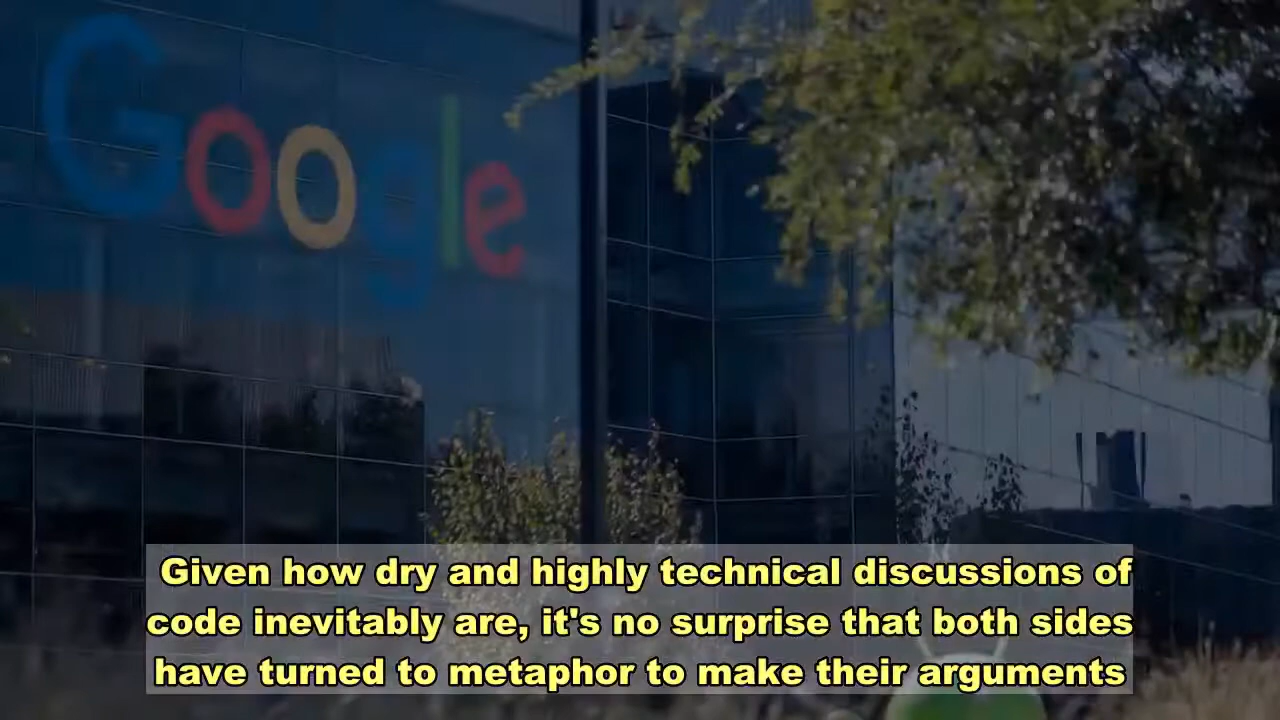 Google
Given how dry and highly technical discussions of
code inevitably are, it's no surprise that both sides
have turned to metaphor to make their arguments